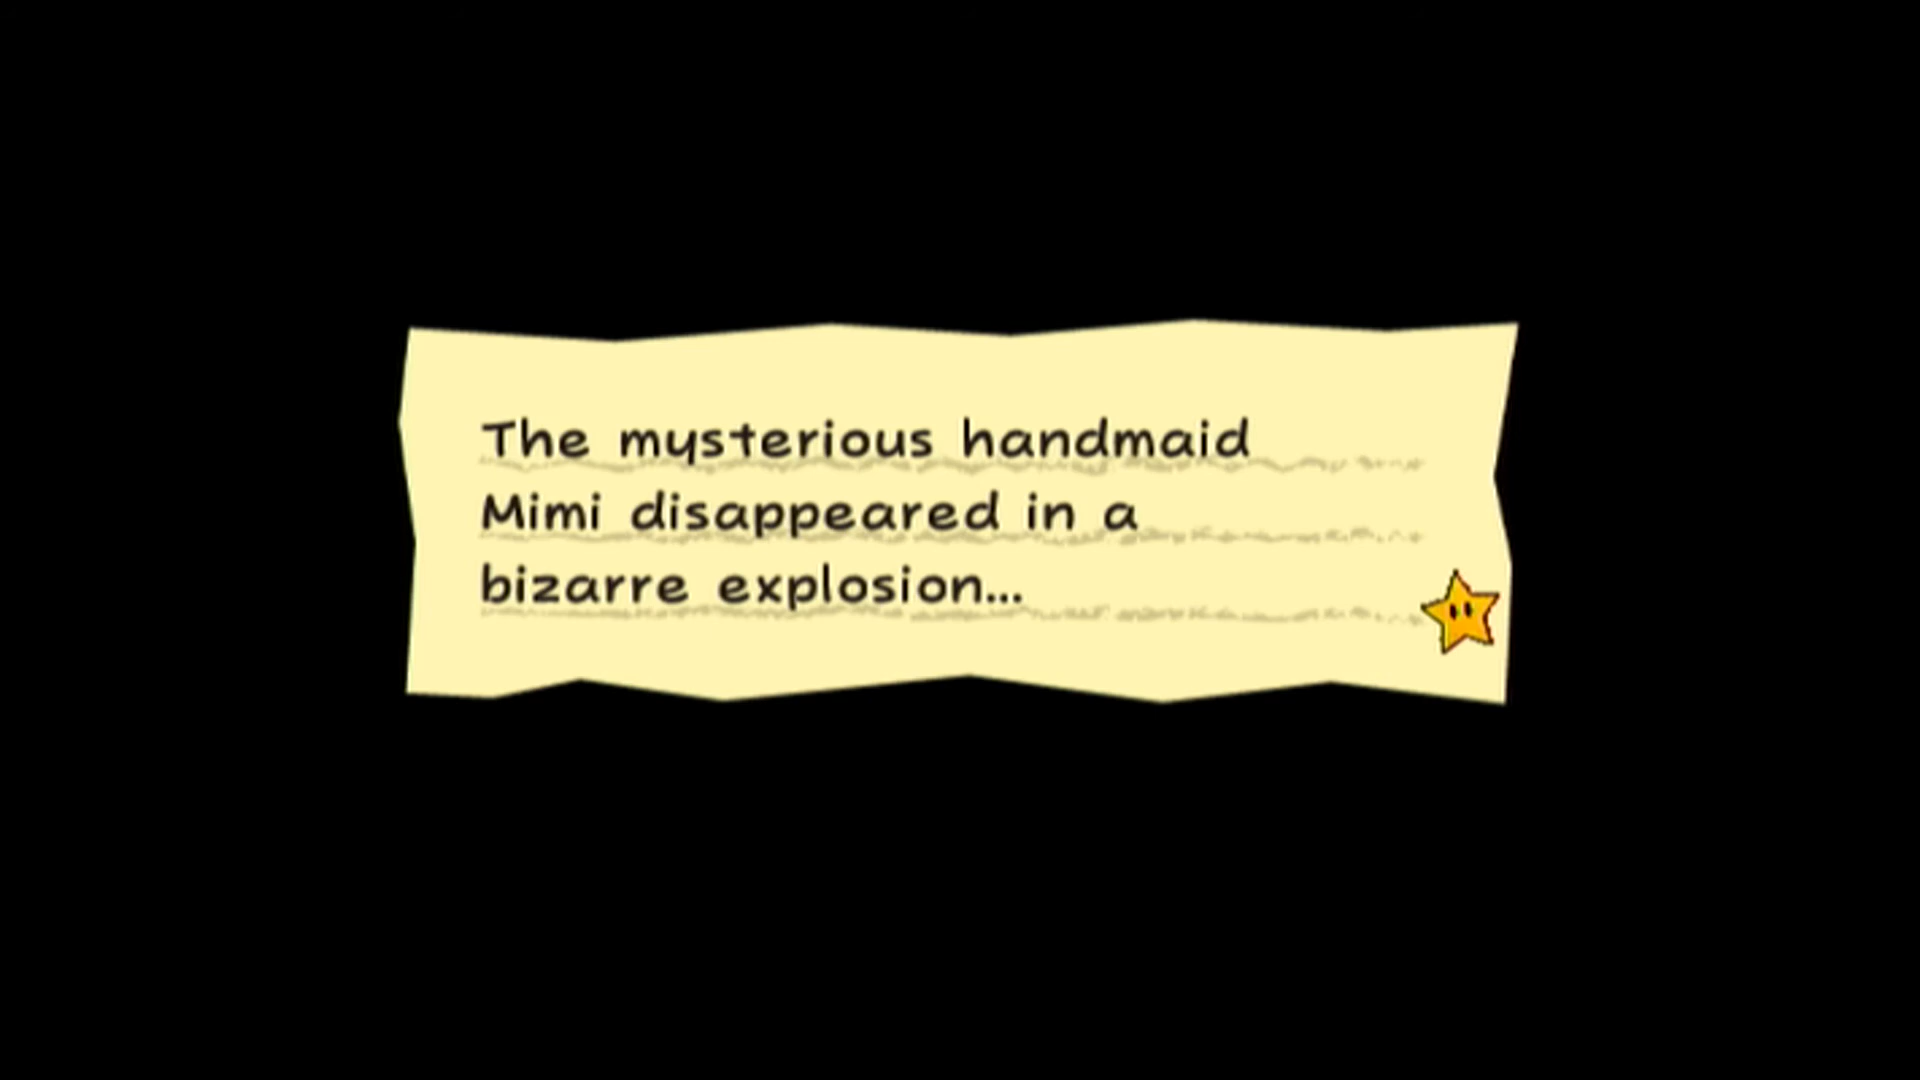 The mysterious handmaid
Mimi disappeared in a
bizarre explosion...